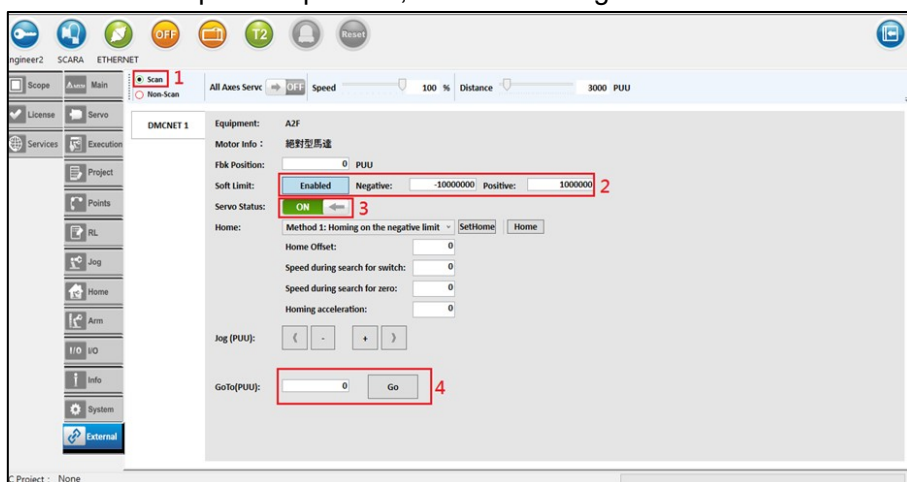 OFF
T2
Reset
ngineer2 SCARA ETHERNET
Scope
License
Services
Main
Servo
Execution
Project
Points
RL
Jog
Home
Arm
I/O I/O
Info
System
External
Scan 1
Non-Scan
All Axes Servc OFF Speed 100 % Distance 3000 PUU
DMCNET 1
Equipment: A2F
Motor Info : 絕對型馬達
Fbk Position: 0 PUU
Soft Limit: Enabled Negative: -10000000 Positive: 1000000 2
Servo Status: ON 3
Home: Method 1: Homing on the negative limit SetHome Home
Home Offset: 0
Speed during search for switch: 0
Speed during search for zero: 0
Homing acceleration: 0
Jog (PUU): 《 - + 》
GoTo(PUU): 0 Go 4
C Project : None